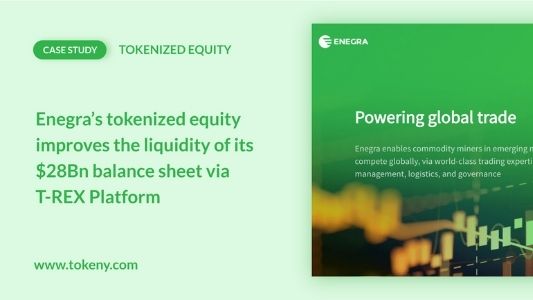 CASE STUDY
TOKENIZED EQUITY
Enegra's tokenized equity
improves the liquidity of its
$28Bn balance sheet via
T-REX Platform
www.tokeny.com
ENEGRA
Powering global trade
Enegra enables commodity miners in emerging
compete globally, via world-class trading
management, logistics, and governance